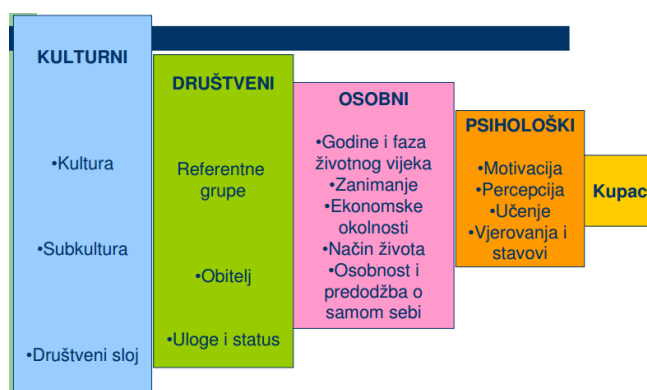 KULTURNI
•Kultura
•Subkultura
•Društveni sloj
DRUŠTVENI
Referentne
grupe
•Obitelj
•Uloge i status
OSOBNI
•Godine i faza
životnog vijeka
•Zanimanje
•Ekonomske
okolnosti
•Način života
•Osobnost i
predodžba o
samom sebi
PSIHOLOŠKI
•Motivacija
•Percepcija
•Učenje
•Vjerovanja i
stavovi
Kupac